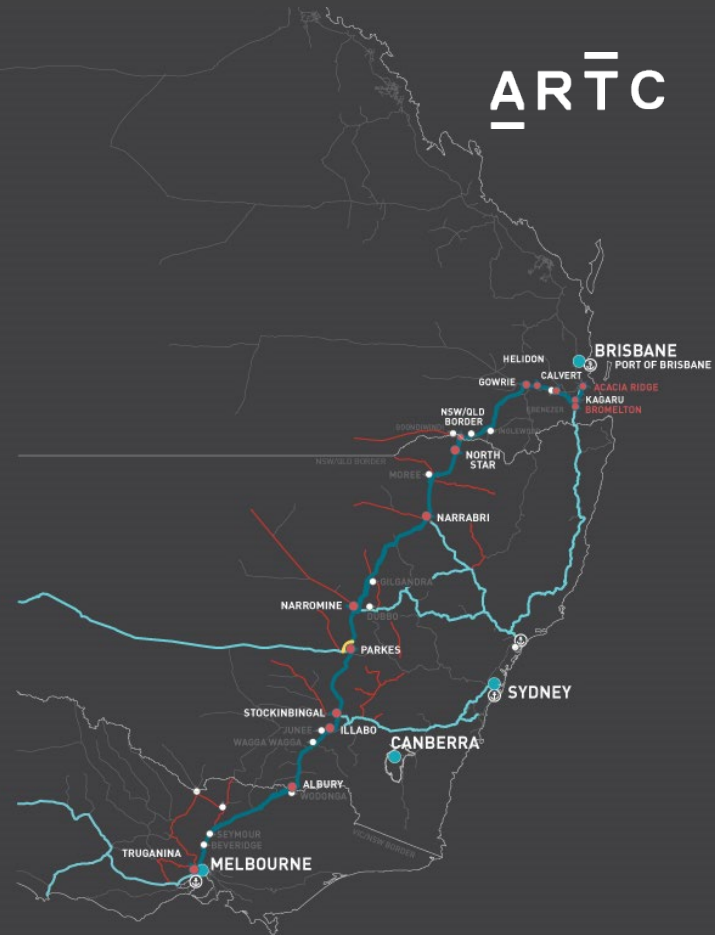 ARTC
BRISBANE
PORT OF BRISBANE
HELIDON
CALVERT
GOWRIE
ACACIA RIDGE
KAGARU
BROMELTON
EBENEZER
NSW/QLD
BORDER
GOONDIWINDI
INGLEWOOD
NORTH
STAR
NSW/QLD BORDER
MOREE
NARRABRI
GILGANDRA
NARROMINE
DUBBO
PARKES
SYDNEY
STOCKINBINGAL
JUNEE
ILLABO
WAGGA WAGGA
CANBERRA
ALBURY
WODONGA
SEYMOUR
BEVERIDGE
VIC/NSW BORDER
TRUGANINA
MELBOURNE